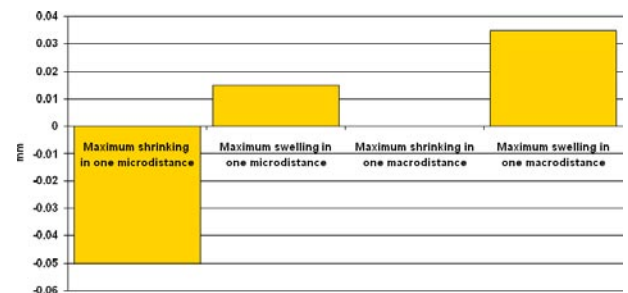 0.04
0.03
0.02
0.01
0
-0.01
-0.02
-0.03
-0.04
-0.05
-0.06
mm
Maximum shrinking
in one microdistance
Maximum swelling in
one microdistance
Maximum shrinking in
one macrodistance
Maximum swelling in
one macrodistance